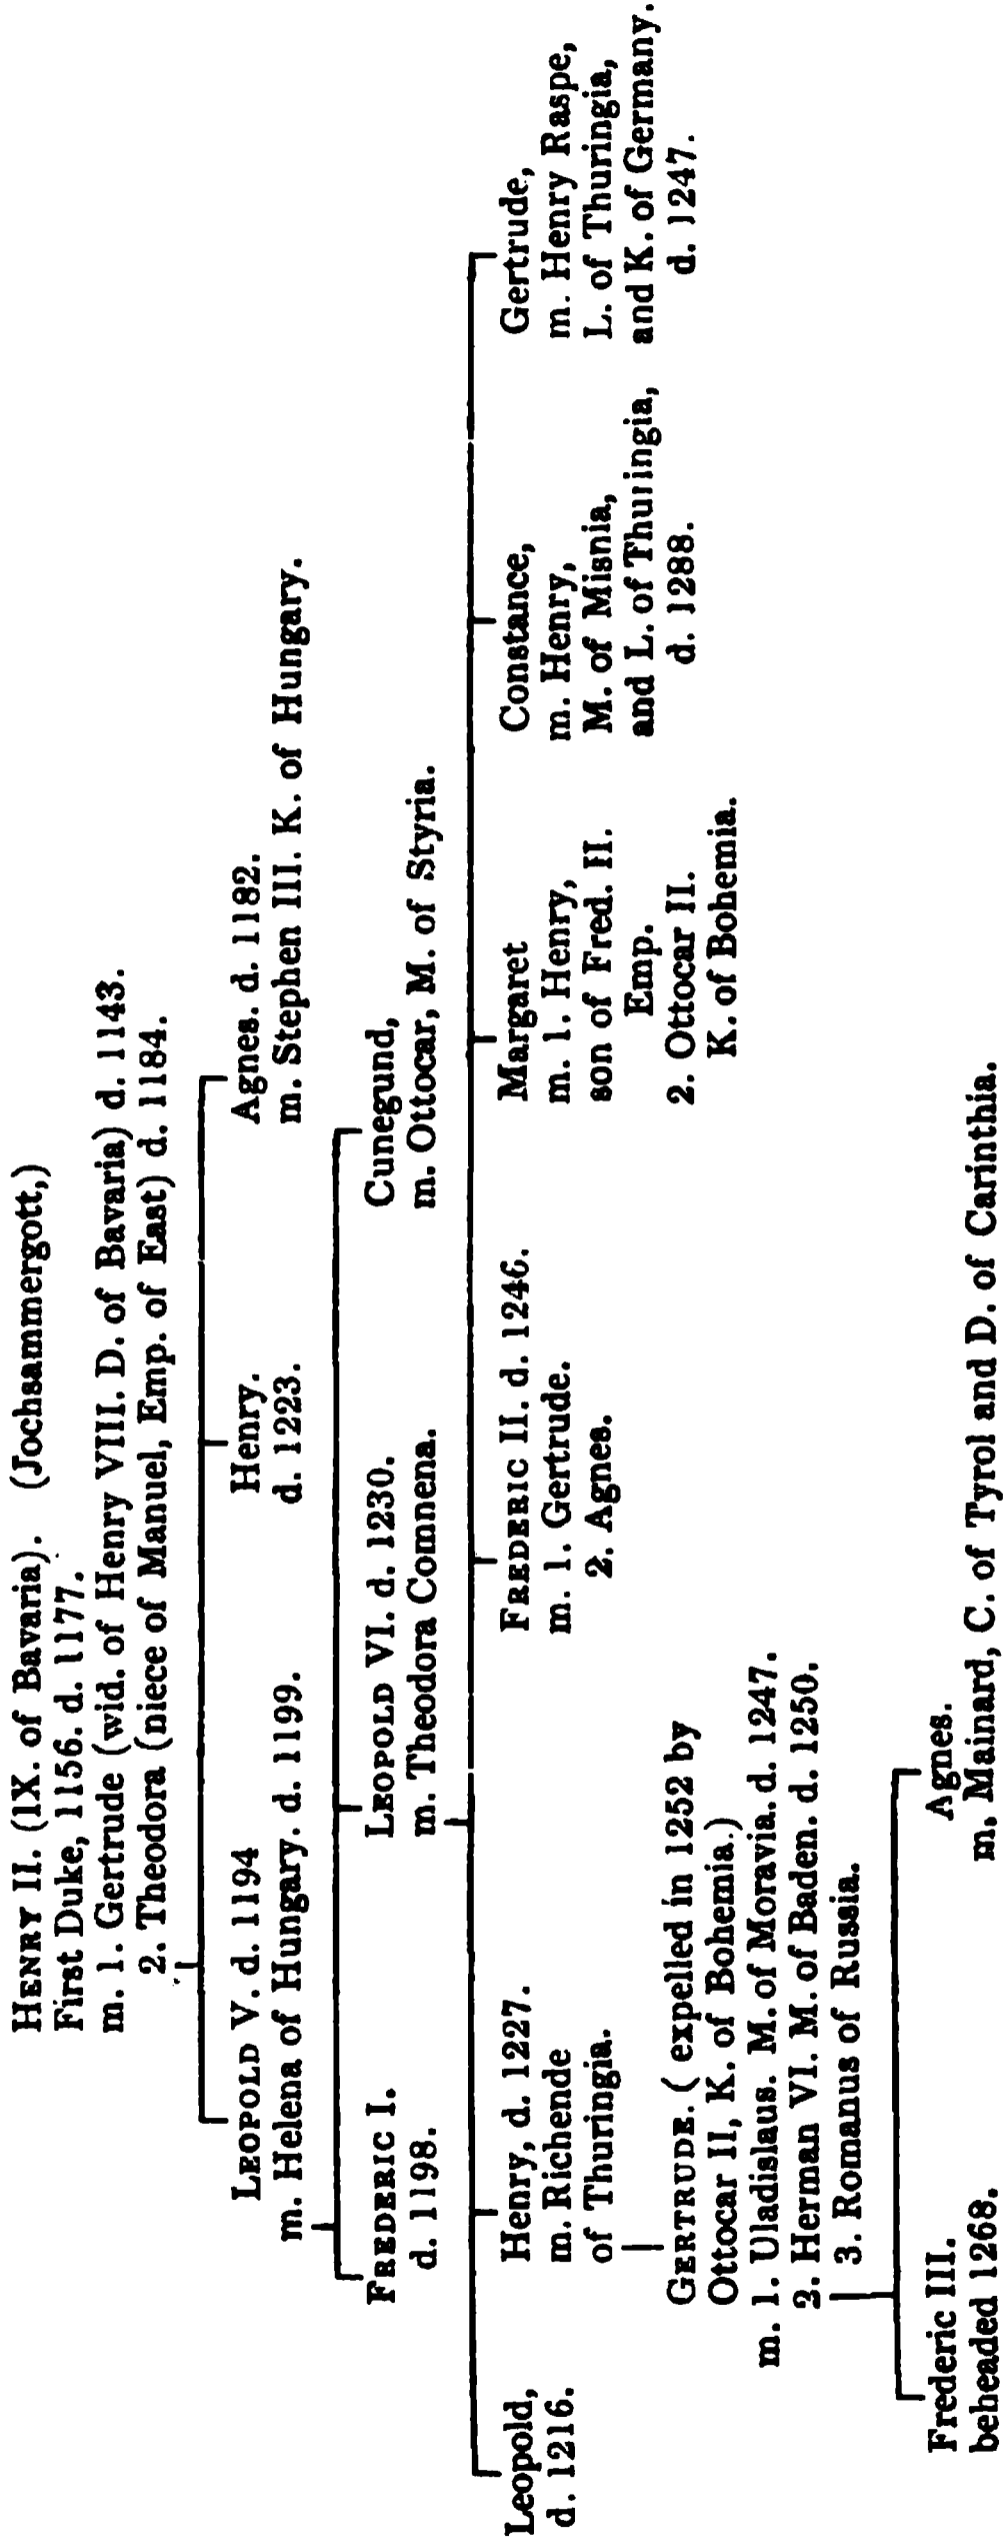 HENRY II. (IX. of Bavaria). (Jochsammergott,)
First Duke, 1156. d. 1177.
m. 1. Gertrude (wid. of Henry VIII. D. of Bavaria) d. 1143.
2. Theodora (niece of Manuel, Emp. of East) d. 1184.
LEOPOLD V. d. 1194
m. Helena of Hungary. d. 1199.
Henry.
d. 1223.
Agnes. d. 1182.
m. Stephen III. K. of Hungary.
FREDERIC I.
d. 1198.
LEOPOLD VI. d. 1230.
m. Theodora Comnena.
Cunegund,
m. Ottocar, M. of Styria.
Leopold,
d. 1216.
Henry, d. 1227.
m. Richende
of Thuringia.
FREDERIC II. d. 1246.
m. 1. Gertrude.
2. Agnes.
Margaret
m. 1. Henry,
son of Fred. II.
Emp.
2. Ottocar II.
K. of Bohemia.
Constance,
m. Henry,
M. of Misnia,
and L. of Thuringia,
d. 1288.
Gertrude,
m. Henry Raspe,
L. of Thuringia,
and K. of Germany.
d. 1247.
GERTRUDE. ( expelled in 1252 by
Ottocar II, K. of Bohemia.)
m. 1. Uladislaus. M. of Moravia. d. 1247.
2. Herman VI. M. of Baden. d. 1250.
3. Romanus of Russia.
Frederic III.
beheaded 1268.
Agnes.
m. Mainard, C. of Tyrol and D. of Carinthia.